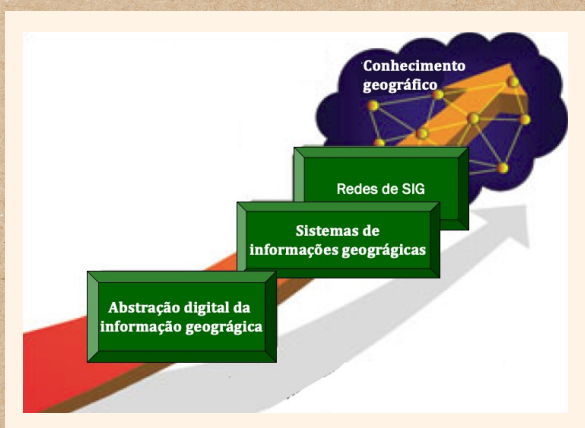 Conhecimento
geográfico
Redes de SIG
Sistemas de
informações geográgicas
Abstração digital da
informação geográgica